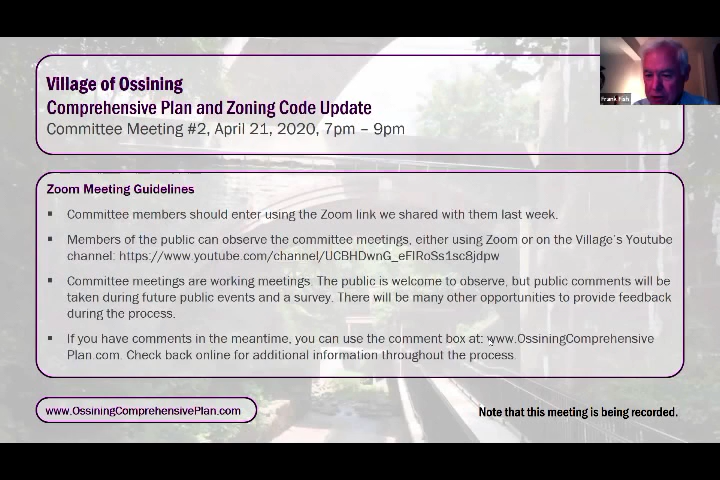 Village of Ossining
Comprehensive Plan and Zoning Code Update
Committee Meeting #2, April 21, 2020, 7pm – 9pm
Frank Fish
Zoom Meeting Guidelines
▪ Committee members should enter using the Zoom link we shared with them last week.
▪ Members of the public can observe the committee meetings, either using Zoom or on the Village's Youtube
channel: https://www.youtube.com/channel/UCBHDwnG_eFIRoSs1sc8jdpw
▪ Committee meetings are working meetings. The public is welcome to observe, but public comments will be
taken during future public events and a survey. There will be many other opportunities to provide feedback
during the process.
▪ If you have comments in the meantime, you can use the comment box at: www.OssiningComprehensive
Plan.com. Check back online for additional information throughout the process.
www.OssiningComprehensivePlan.com
Note that this meeting is being recorded.